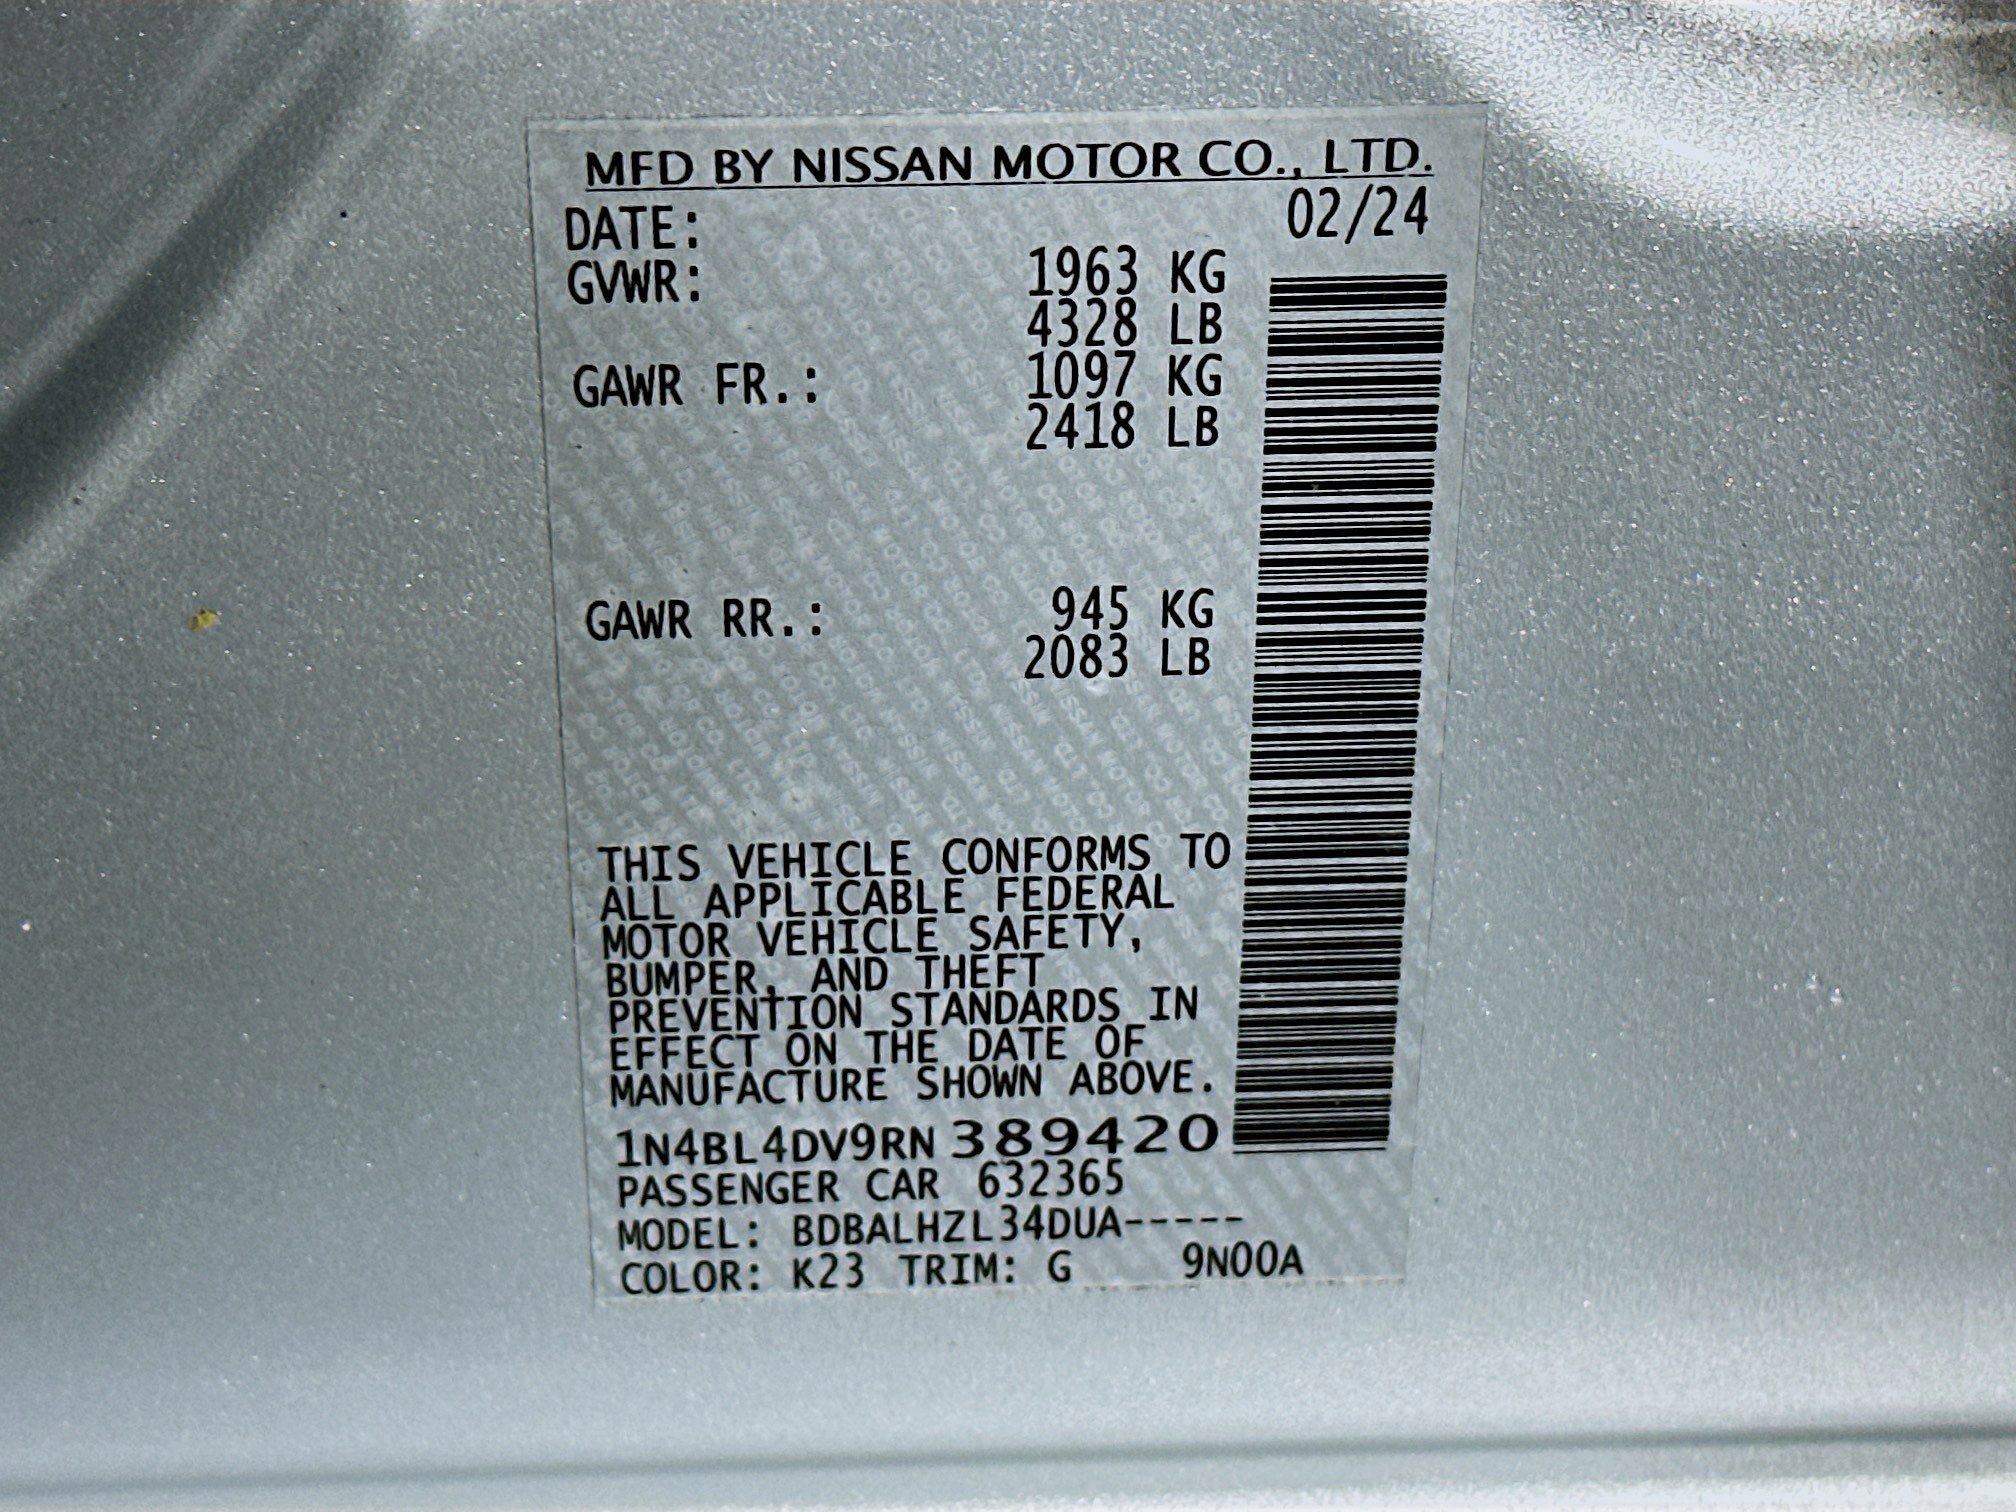 MFD BY NISSAN MOTOR CO., LTD.
DATE: 02/24
GVWR: 1963 KG
4328 LB
GAWR FR.: 1097 KG
2418 LB
GAWR RR.: 945 KG
2083 LB
THIS VEHICLE CONFORMS TO
ALL APPLICABLE FEDERAL
MOTOR VEHICLE SAFETY,
BUMPER, AND THEFT
PREVENTION STANDARDS IN
EFFECT ON THE DATE OF
MANUFACTURE SHOWN ABOVE.
1N4BL4DV9RN389420
PASSENGER CAR 632365
MODEL: BDBALHZL34DUA-----
COLOR: K23 TRIM: G 9N00A